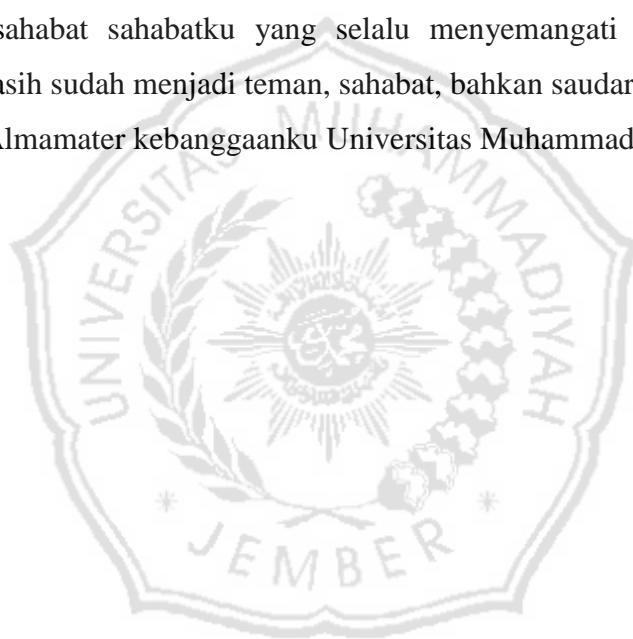 sahabat sahabatku yang selalu menyemangati
asih sudah menjadi teman, sahabat, bahkan saudar
Almamater kebanggaanku Universitas Muhammad
UNIVERSITAS MUHAMMADIYAH
JEMBER